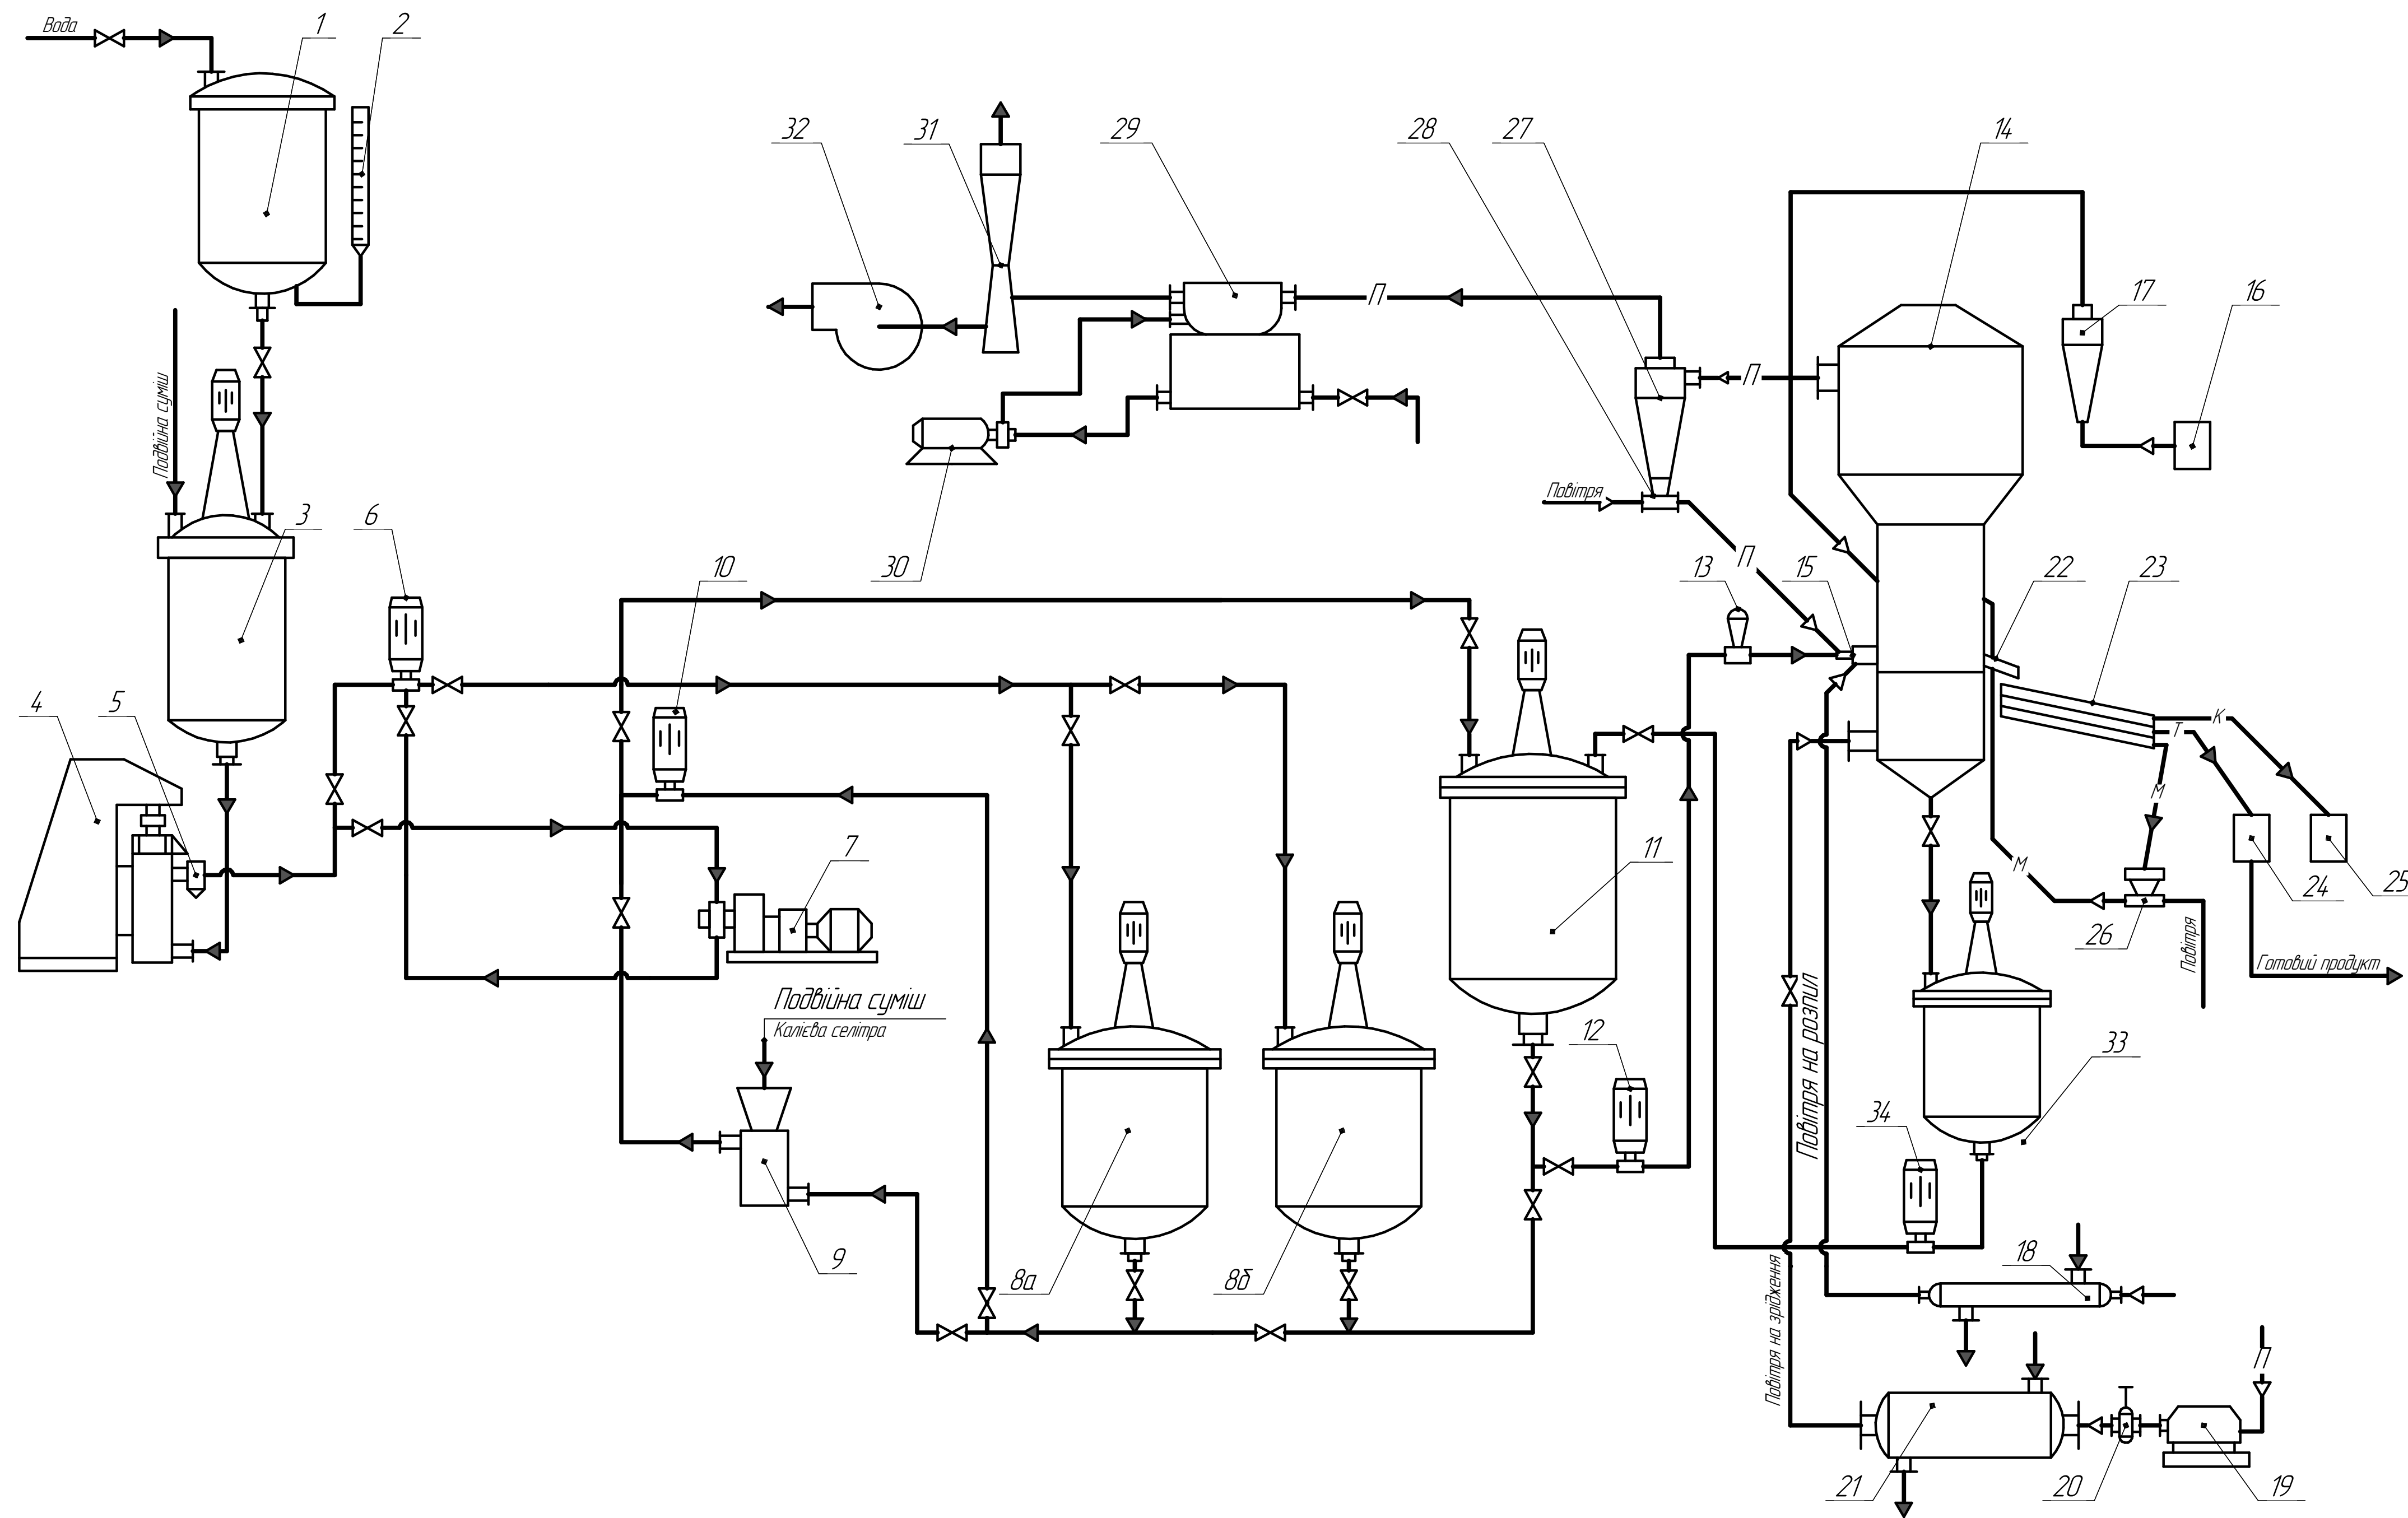 Вода
1
2
32
31
29
28
27
14
17
16
П
П
Подвійна суміш
3
6
30
10
Повітря
П
13
15
22
23
4
5
7
К
Т
М
11
24
25
М
26
Повітря
Готовий продукт
Подвійна суміш
Калієва селітра
12
Повітря на розпил
33
34
9
8а
8б
18
Повітря на зрідження
П
21
20
19